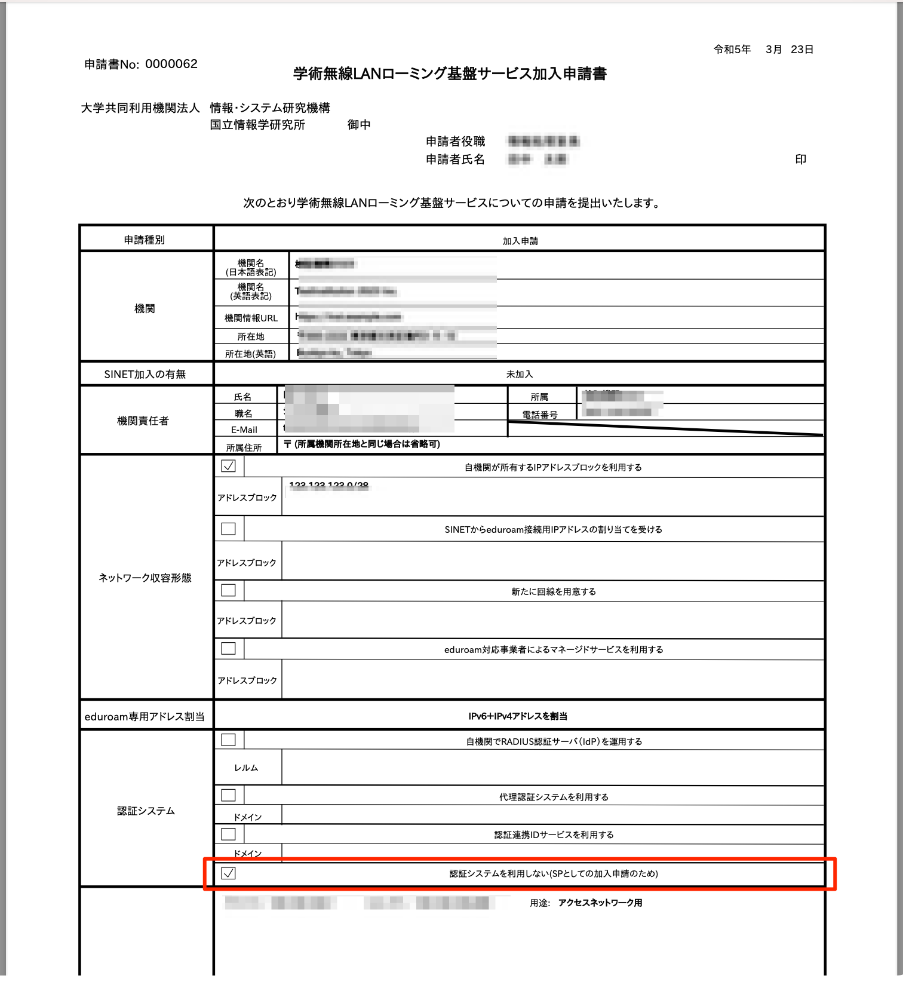 令和5年 3月 23日
申請書No: 0000062
学術無線LANローミング基盤サービス加入申請書
大学共同利用機関法人 情報・システム研究機構
国立情報学研究所 御中
申請者役職
申請者氏名 印
次のとおり学術無線LANローミング基盤サービスについての申請を提出いたします。
申請種別 加入申請
機関
機関名
(日本語表記)
機関名
(英語表記)
機関情報URL
所在地
所在地(英語)
SINET加入の有無 未加入
機関責任者
氏名 所属
職名 電話番号
E-Mail
所属住所 〒 (所属機関所在地と同じ場合は省略可)
ネットワーク収容形態
自機関が所有するIPアドレスブロックを利用する
アドレスブロック
SINETからeduroam接続用IPアドレスの割り当てを受ける
アドレスブロック
新たに回線を用意する
アドレスブロック
eduroam対応事業者によるマネージドサービスを利用する
アドレスブロック
eduroam専用アドレス割当 IPv6+IPv4アドレスを割当
認証システム
自機関でRADIUS認証サーバ(IdP)を運用する
レルム
代理認証システムを利用する
ドメイン
認証連携IDサービスを利用する
ドメイン
認証システムを利用しない(SPとしての加入申請のため)
用途: アクセスネットワーク用